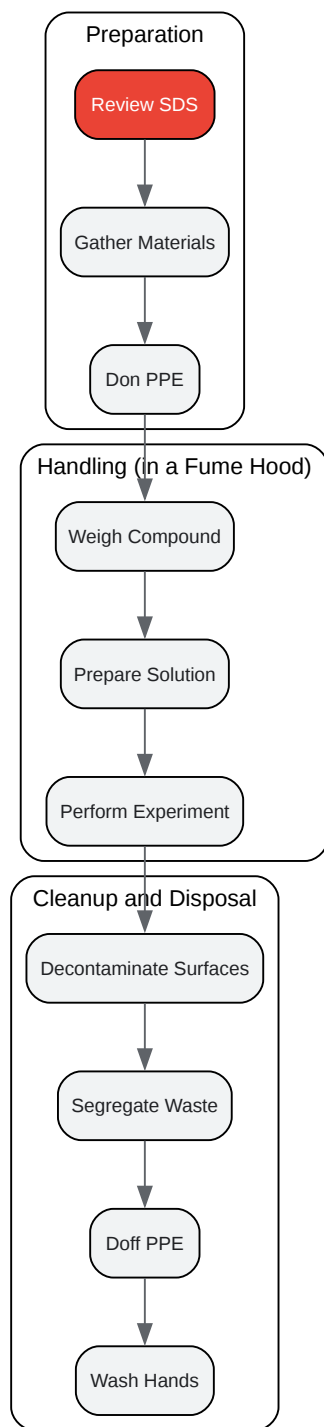 Preparation
Review SDS
Gather Materials
Don PPE
Handling (in a Fume Hood)
Weigh Compound
Prepare Solution
Perform Experiment
Cleanup and Disposal
Decontaminate Surfaces
Segregate Waste
Doff PPE
Wash Hands